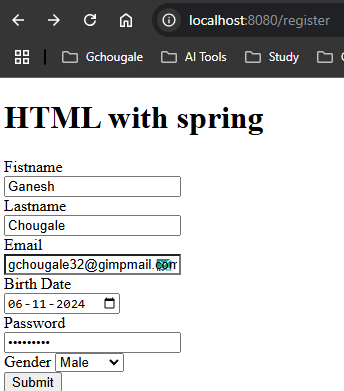 localhost:8080/register
Gchougale AI Tools Study
HTML with spring
Fistname
Ganesh
Lastname
Chougale
Email
gchougale32@gimpmail.com
Birth Date
06-11-2024
Password
•••••••••
Gender Male
Submit